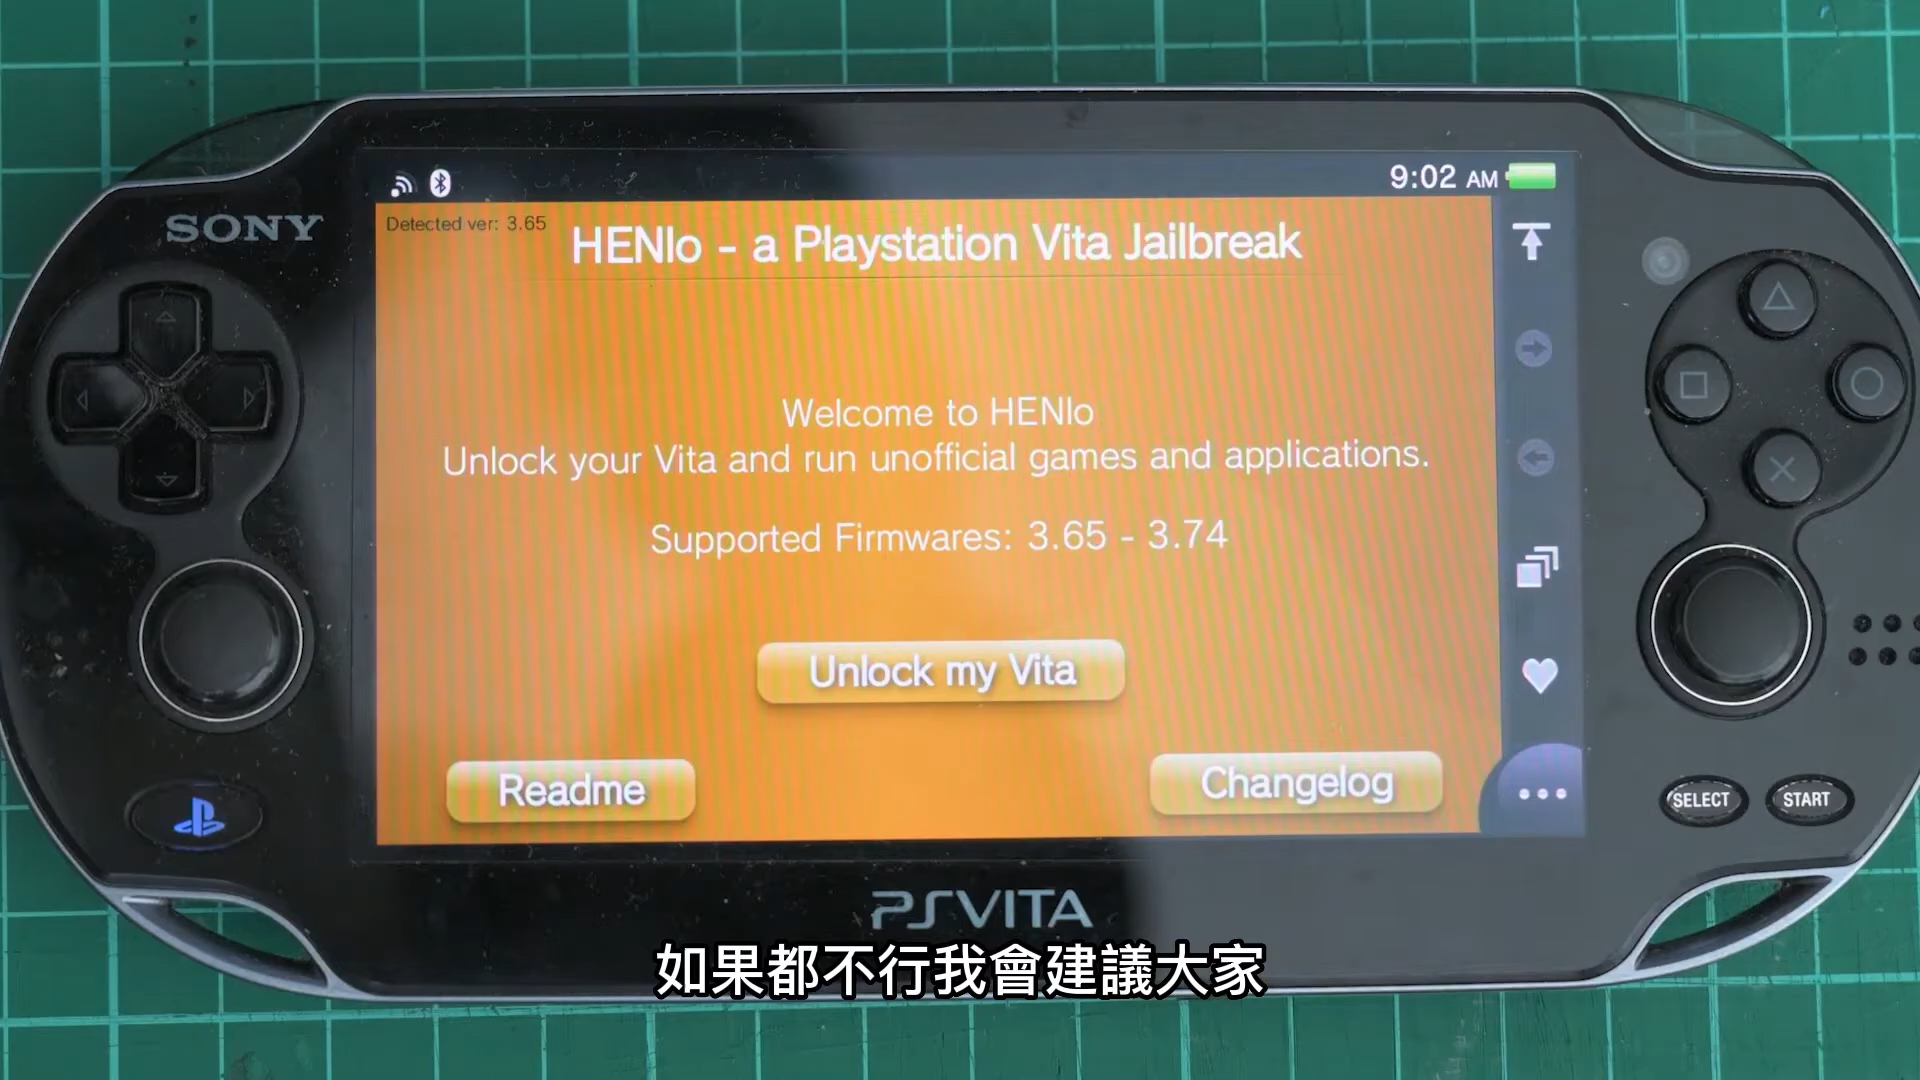 9:02 AM
SONY
Detected ver: 3.65
HENlo - a Playstation Vita Jailbreak
Welcome to HENlo
Unlock your Vita and run unofficial games and applications.
Supported Firmwares: 3.65 - 3.74
Unlock my Vita
Readme
Changelog
SELECT
START
PSVITA
如果都不行我會建議大家